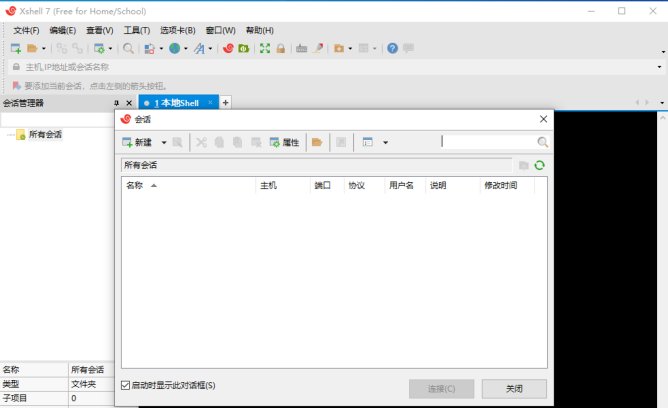 Xshell 7 (Free for Home/School)
文件(F) 编辑(E) 查看(V) 工具(T) 选项卡(B) 窗口(W) 帮助(H)
主机,IP地址或会话名称
要添加当前会话，点击左侧的箭头按钮。
会话管理器
1 本地Shell
所有会话
会话
新建 属性
所有会话
名称 主机 端口 协议 用户名 说明 修改时间
名称 所有会话
类型 文件夹
子项目 0
启动时显示此对话框(S)
连接(C) 关闭